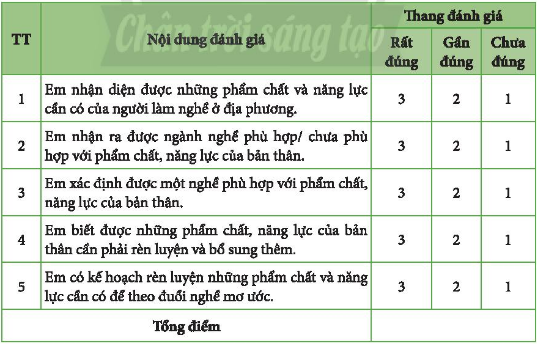 Chân trời sáng tạo
TT
Nội dung đánh giá
Thang đánh giá
Rất đúng
Gần đúng
Chưa đúng
1
Em nhận diện được những phẩm chất và năng lực
cần có của người làm nghề ở địa phương.
3
2
1
2
Em nhận ra được ngành nghề phù hợp/ chưa phù
hợp với phẩm chất, năng lực của bản thân.
3
2
1
3
Em xác định được một nghề phù hợp với phẩm chất,
năng lực của bản thân.
3
2
1
4
Em biết được những phẩm chất, năng lực của bản
thân cần phải rèn luyện và bổ sung thêm.
3
2
1
5
Em có kế hoạch rèn luyện những phẩm chất và năng
lực cần có để theo đuổi nghề mơ ước.
3
2
1
Tổng điểm